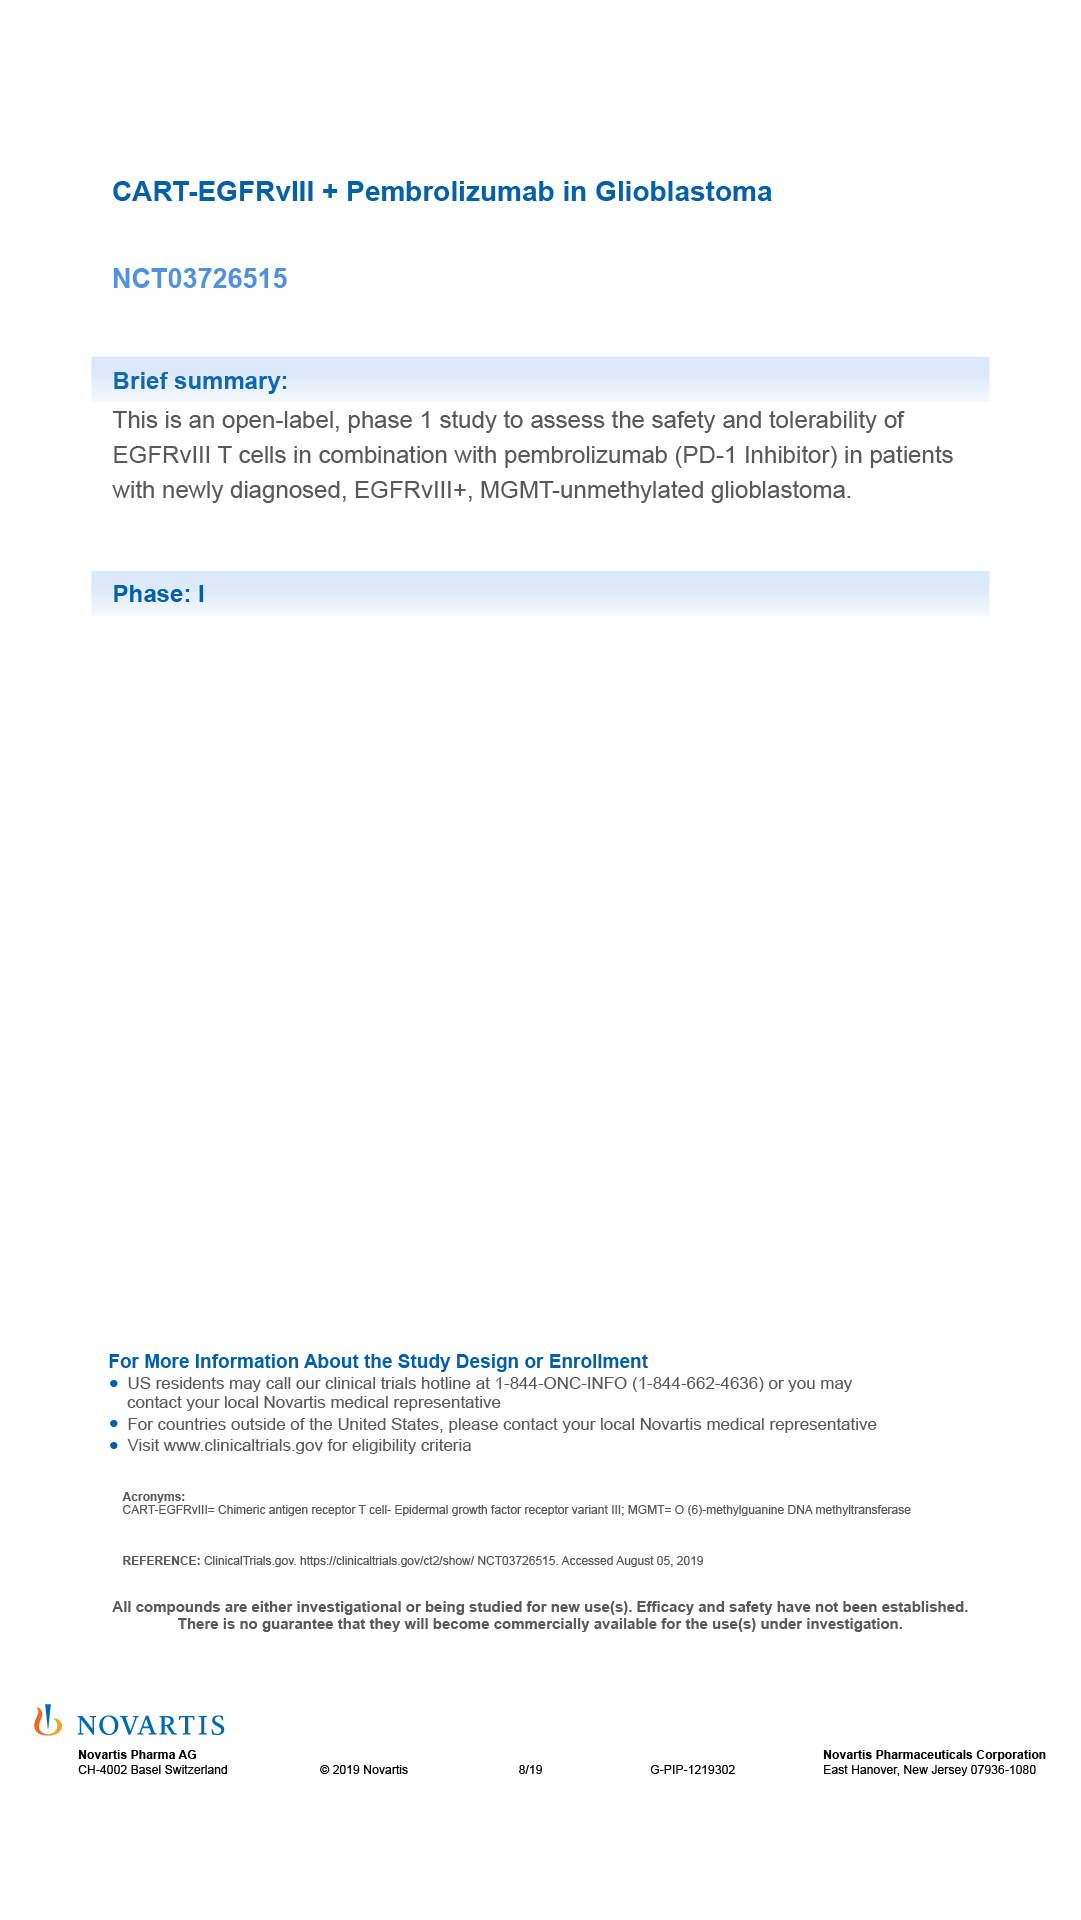 CART-EGFRvIII + Pembrolizumab in Glioblastoma
NCT03726515
Brief summary:
This is an open-label, phase 1 study to assess the safety and tolerability of
EGFRvIII T cells in combination with pembrolizumab (PD-1 Inhibitor) in patients
with newly diagnosed, EGFRvIII+, MGMT-unmethylated glioblastoma.
Phase: I
For More Information About the Study Design or Enrollment
• US residents may call our clinical trials hotline at 1-844-ONC-INFO (1-844-662-4636) or you may
contact your local Novartis medical representative
• For countries outside of the United States, please contact your local Novartis medical representative
• Visit www.clinicaltrials.gov for eligibility criteria
Acronyms:
CART-EGFRvIII= Chimeric antigen receptor T cell- Epidermal growth factor receptor variant III; MGMT= O (6)-methylguanine DNA methyltransferase
REFERENCE: ClinicalTrials.gov. https://clinicaltrials.gov/ct2/show/ NCT03726515. Accessed August 05, 2019
All compounds are either investigational or being studied for new use(s). Efficacy and safety have not been established.
There is no guarantee that they will become commercially available for the use(s) under investigation.
NOVARTIS
Novartis Pharma AG
CH-4002 Basel Switzerland
© 2019 Novartis
8/19
G-PIP-1219302
Novartis Pharmaceuticals Corporation
East Hanover, New Jersey 07936-1080